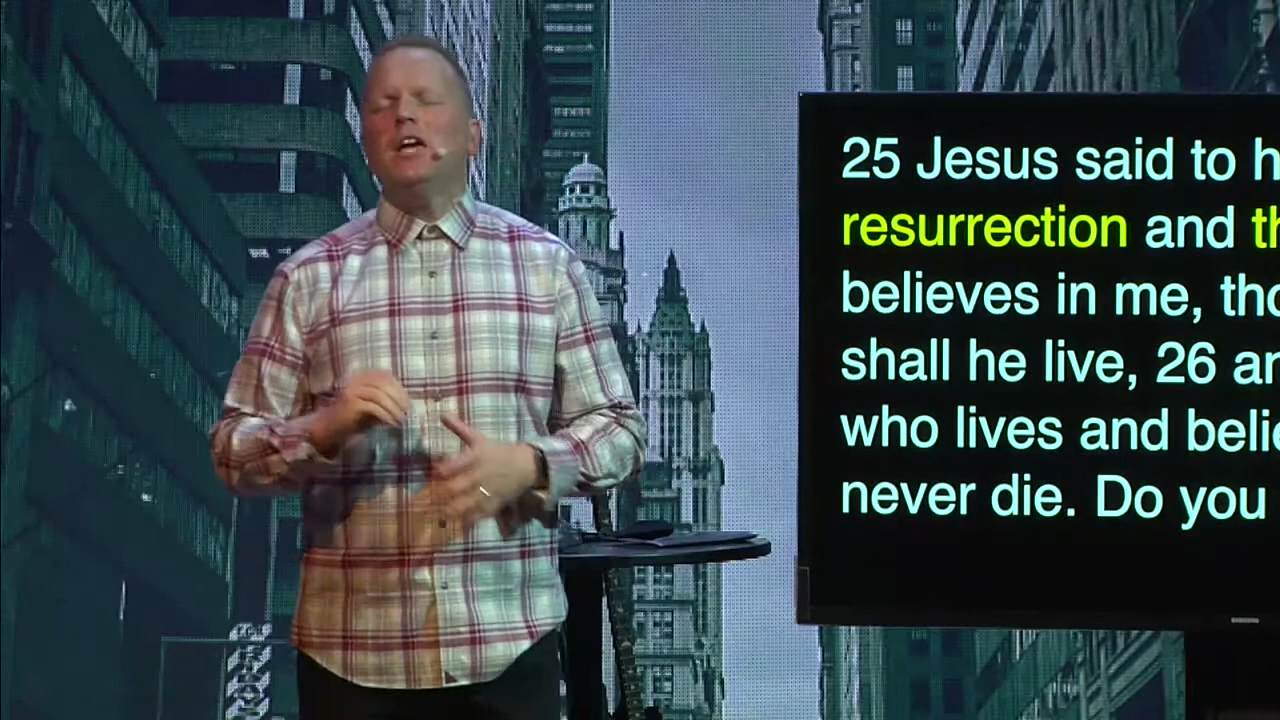 25 Jesus said to
resurrection and
believes in me,
shall he live, 26
who lives and
never die. Do you